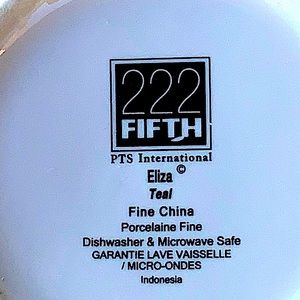 222
FIFTH
PTS International
Eliza ©
Teal
Fine China
Porcelaine Fine
Dishwasher & Microwave Safe
GARANTIE LAVE VAISSELLE
/ MICRO-ONDES
Indonesia